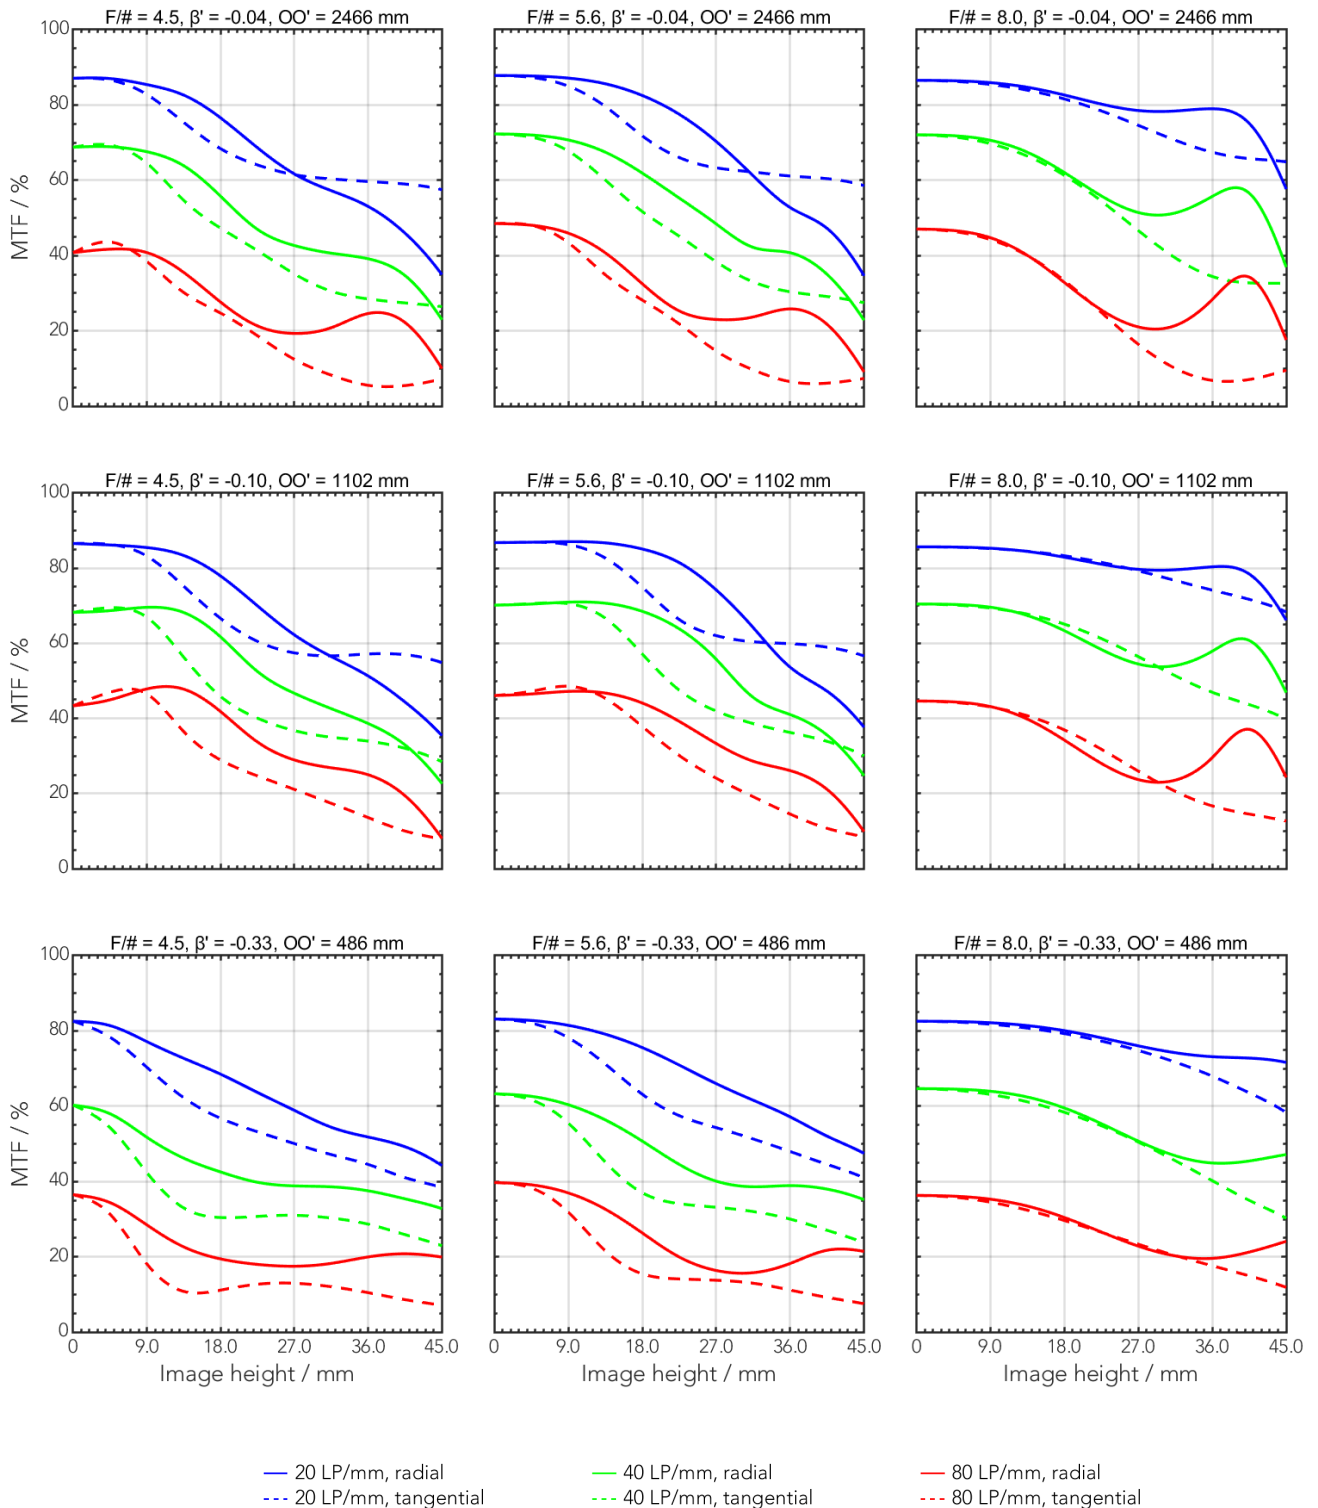 F/# = 4.5, β' = -0.04, OO' = 2466 mm
F/# = 5.6, β' = -0.04, OO' = 2466 mm
F/# = 8.0, β' = -0.04, OO' = 2466 mm
100
80
60
40
20
0
MTF / %
F/# = 4.5, β' = -0.10, OO' = 1102 mm
F/# = 5.6, β' = -0.10, OO' = 1102 mm
F/# = 8.0, β' = -0.10, OO' = 1102 mm
100
80
60
40
20
0
MTF / %
F/# = 4.5, β' = -0.33, OO' = 486 mm
F/# = 5.6, β' = -0.33, OO' = 486 mm
F/# = 8.0, β' = -0.33, OO' = 486 mm
100
80
60
40
20
0
MTF / %
0 9.0 18.0 27.0 36.0 45.0
0 9.0 18.0 27.0 36.0 45.0
0 9.0 18.0 27.0 36.0 45.0
Image height / mm
Image height / mm
Image height / mm
20 LP/mm, radial
40 LP/mm, radial
80 LP/mm, radial
20 LP/mm, tangential
40 LP/mm, tangential
80 LP/mm, tangential